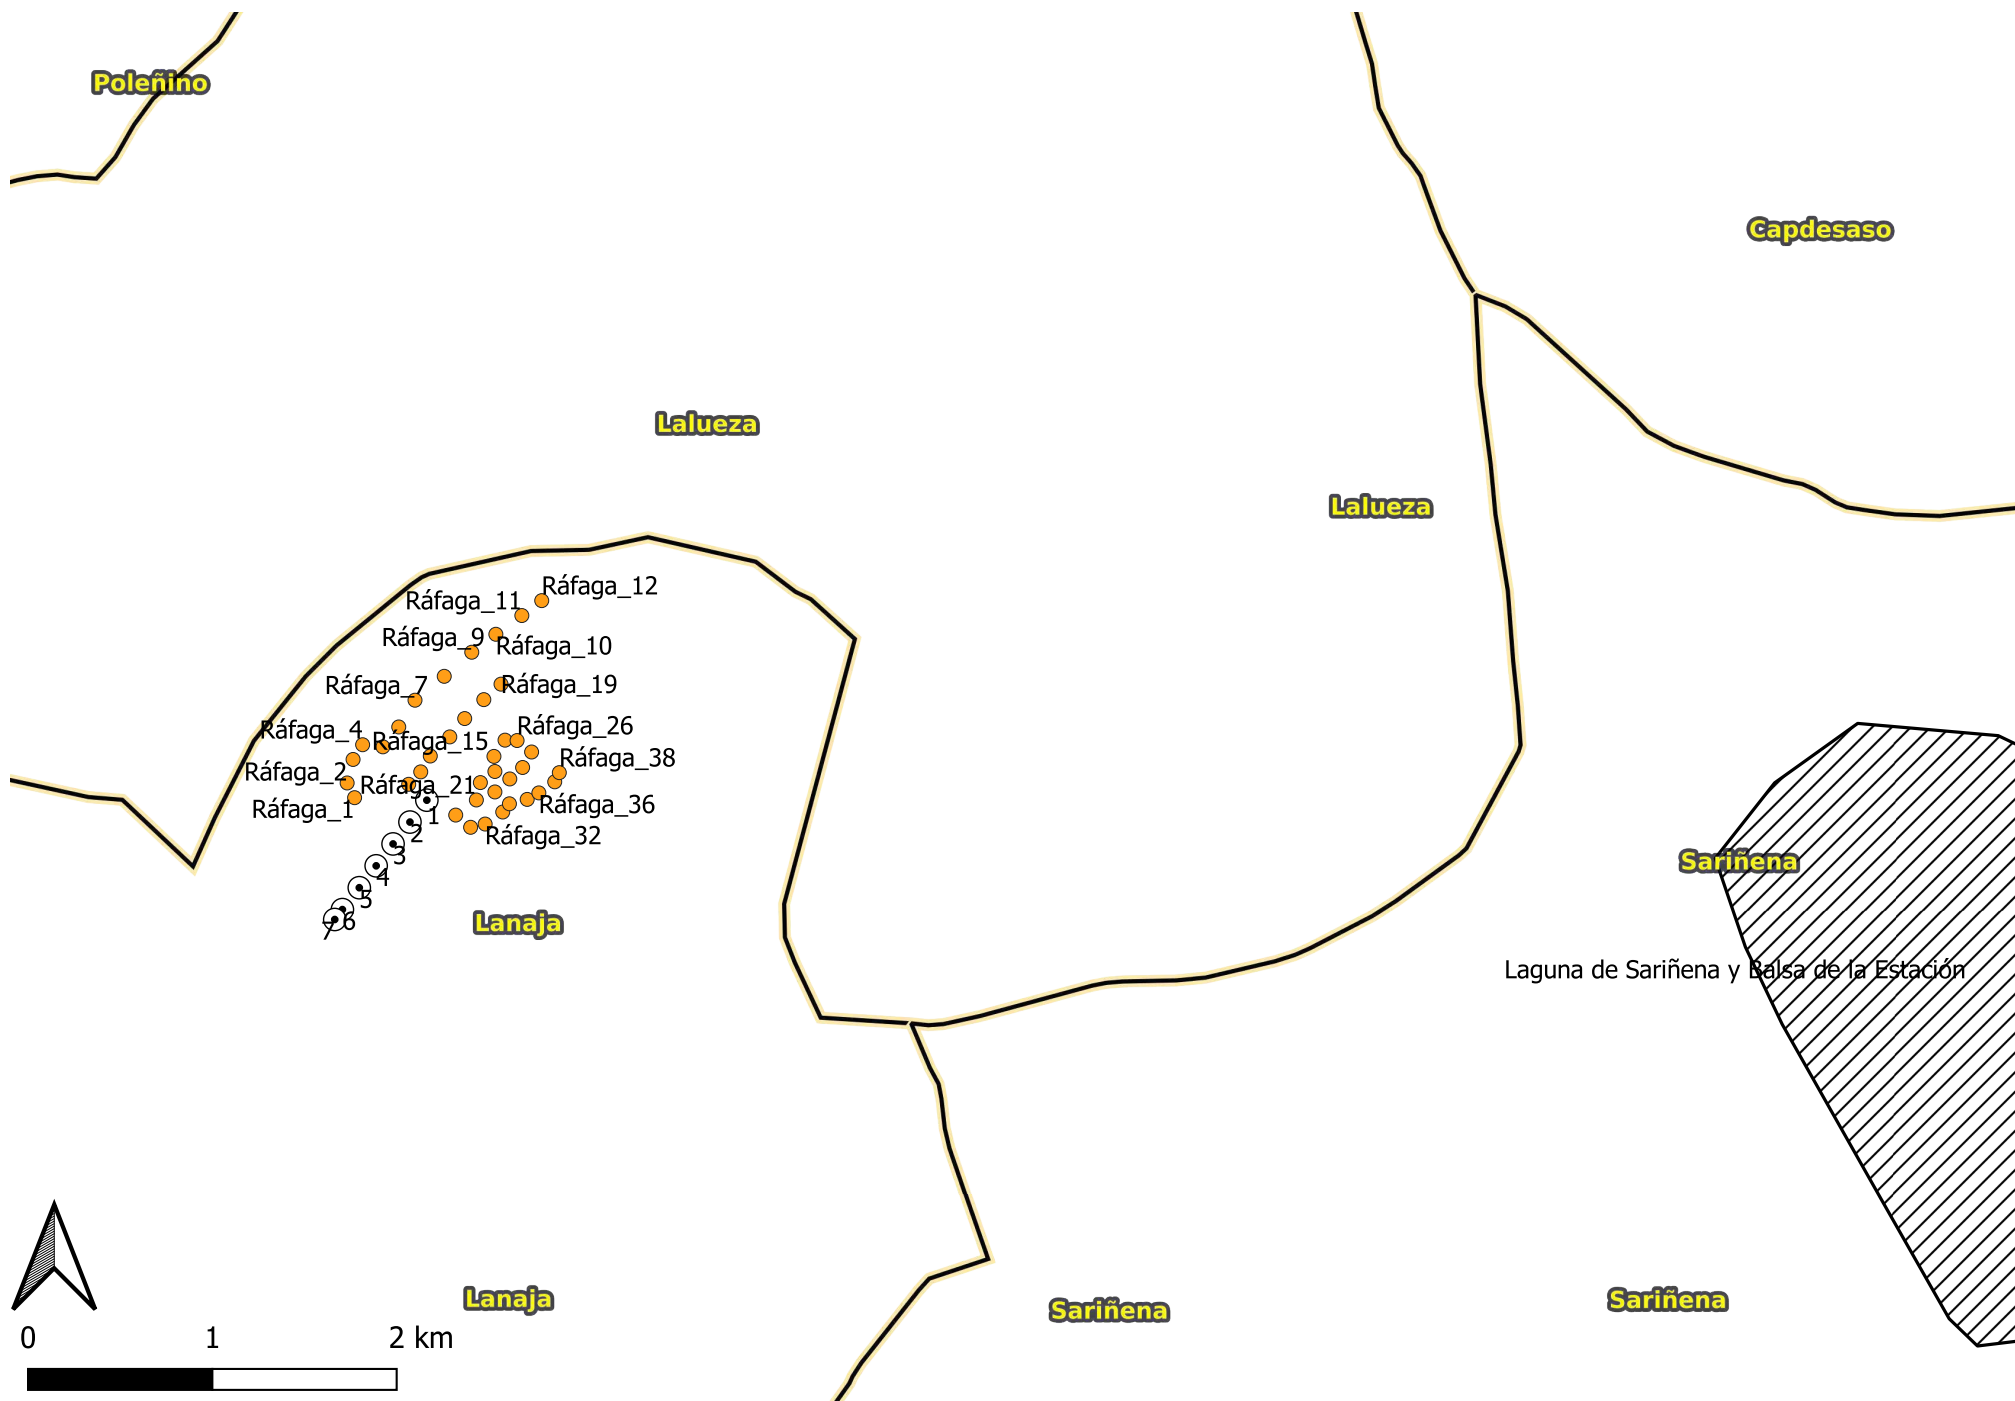 Poleñino
Capdesaso
Lalueza
Lalueza
Ráfaga_12
Ráfaga_11
Ráfaga_9
Ráfaga_10
Ráfaga_7
Ráfaga_19
Ráfaga_4
Ráfaga_26
Ráfaga_15
Ráfaga_38
Ráfaga_2
Ráfaga_21
Ráfaga_1
Ráfaga_36
1
2
Ráfaga_32
3
4
5
6
7
Lanaja
Sariñena
Laguna de Sariñena y Balsa de la Estación
Lanaja
Sariñena
Sariñena
0 1 2 km